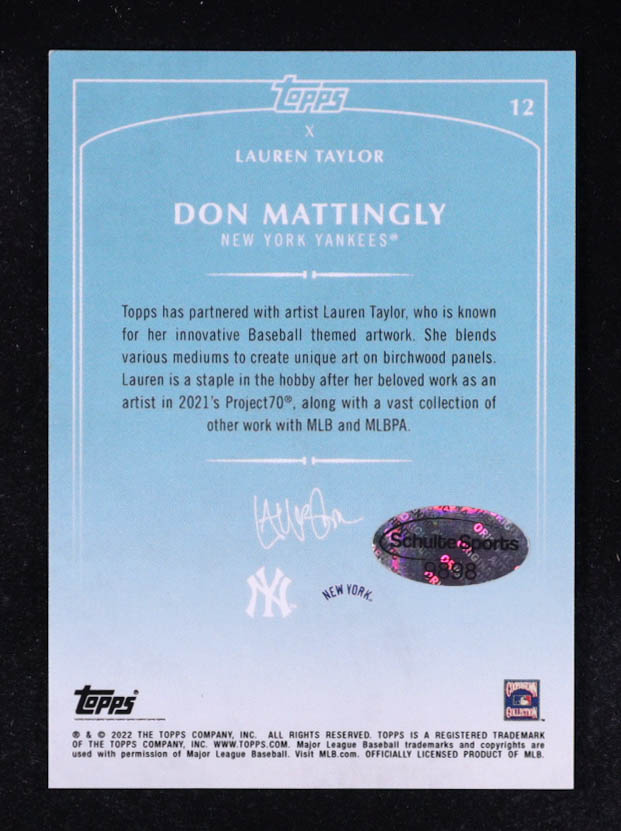 TOPPS
12
X
LAUREN TAYLOR
DON MATTINGLY
NEW YORK YANKEES®
Topps has partnered with artist Lauren Taylor, who is known
for her innovative Baseball themed artwork. She blends
various mediums to create unique art on birchwood panels.
Lauren is a staple in the hobby after her beloved work as an
artist in 2021's Project70®, along with a vast collection of
other work with MLB and MLBPA.
ORIGINAL
SchulteSports
9898
NY
NEW YORK
TOPPS®
COOPERSTOWN
COLLECTION
® & © 2022 THE TOPPS COMPANY, INC. ALL RIGHTS RESERVED. TOPPS IS A REGISTERED TRADEMARK
OF THE TOPPS COMPANY, INC. WWW.TOPPS.COM. Major League Baseball trademarks and copyrights are
used with permission of Major League Baseball. Visit MLB.com. OFFICIALLY LICENSED PRODUCT OF MLB.